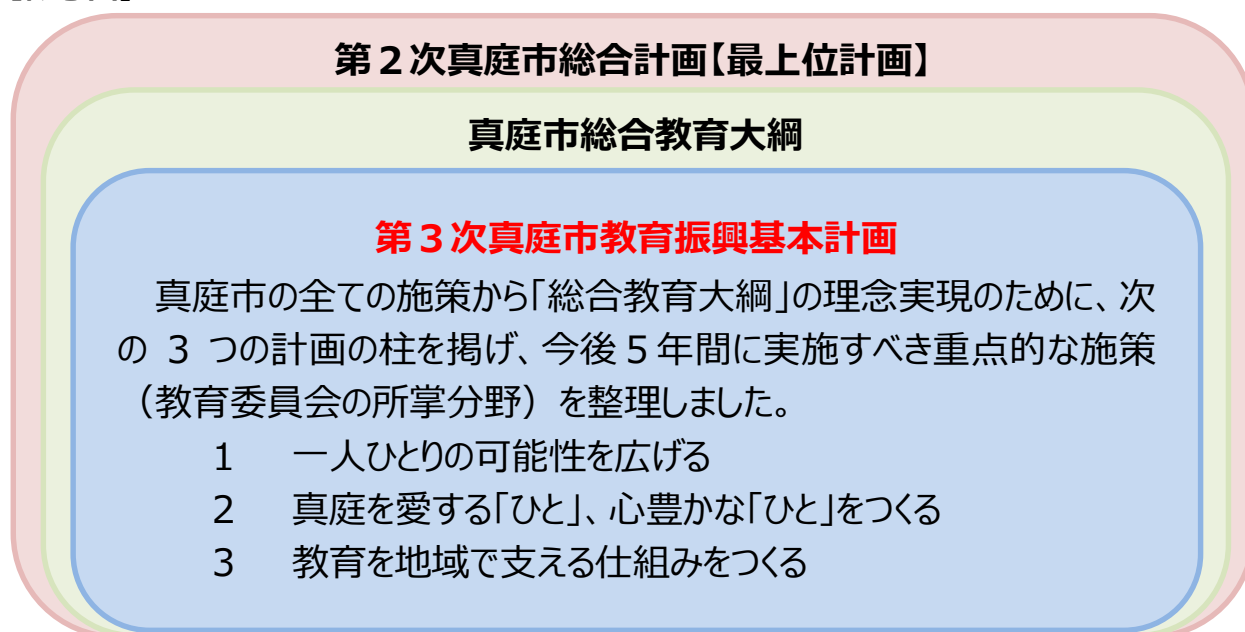 第２次真庭市総合計画【最上位計画】
真庭市総合教育大綱
第３次真庭市教育振興基本計画
真庭市の全ての施策から「総合教育大綱」の理念実現のために、次
の 3 つの計画の柱を掲げ、今後５年間に実施すべき重点的な施策
（教育委員会の所掌分野）を整理しました。
1 一人ひとりの可能性を広げる
2 真庭を愛する「ひと」、心豊かな「ひと」をつくる
3 教育を地域で支える仕組みをつくる